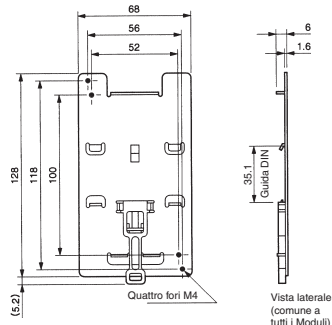 68
56
52
6
1.6
128
118
100
35.1
Guida DIN
(5.2)
Quattro fori M4
Vista laterale
(comune a
tutti i Moduli)